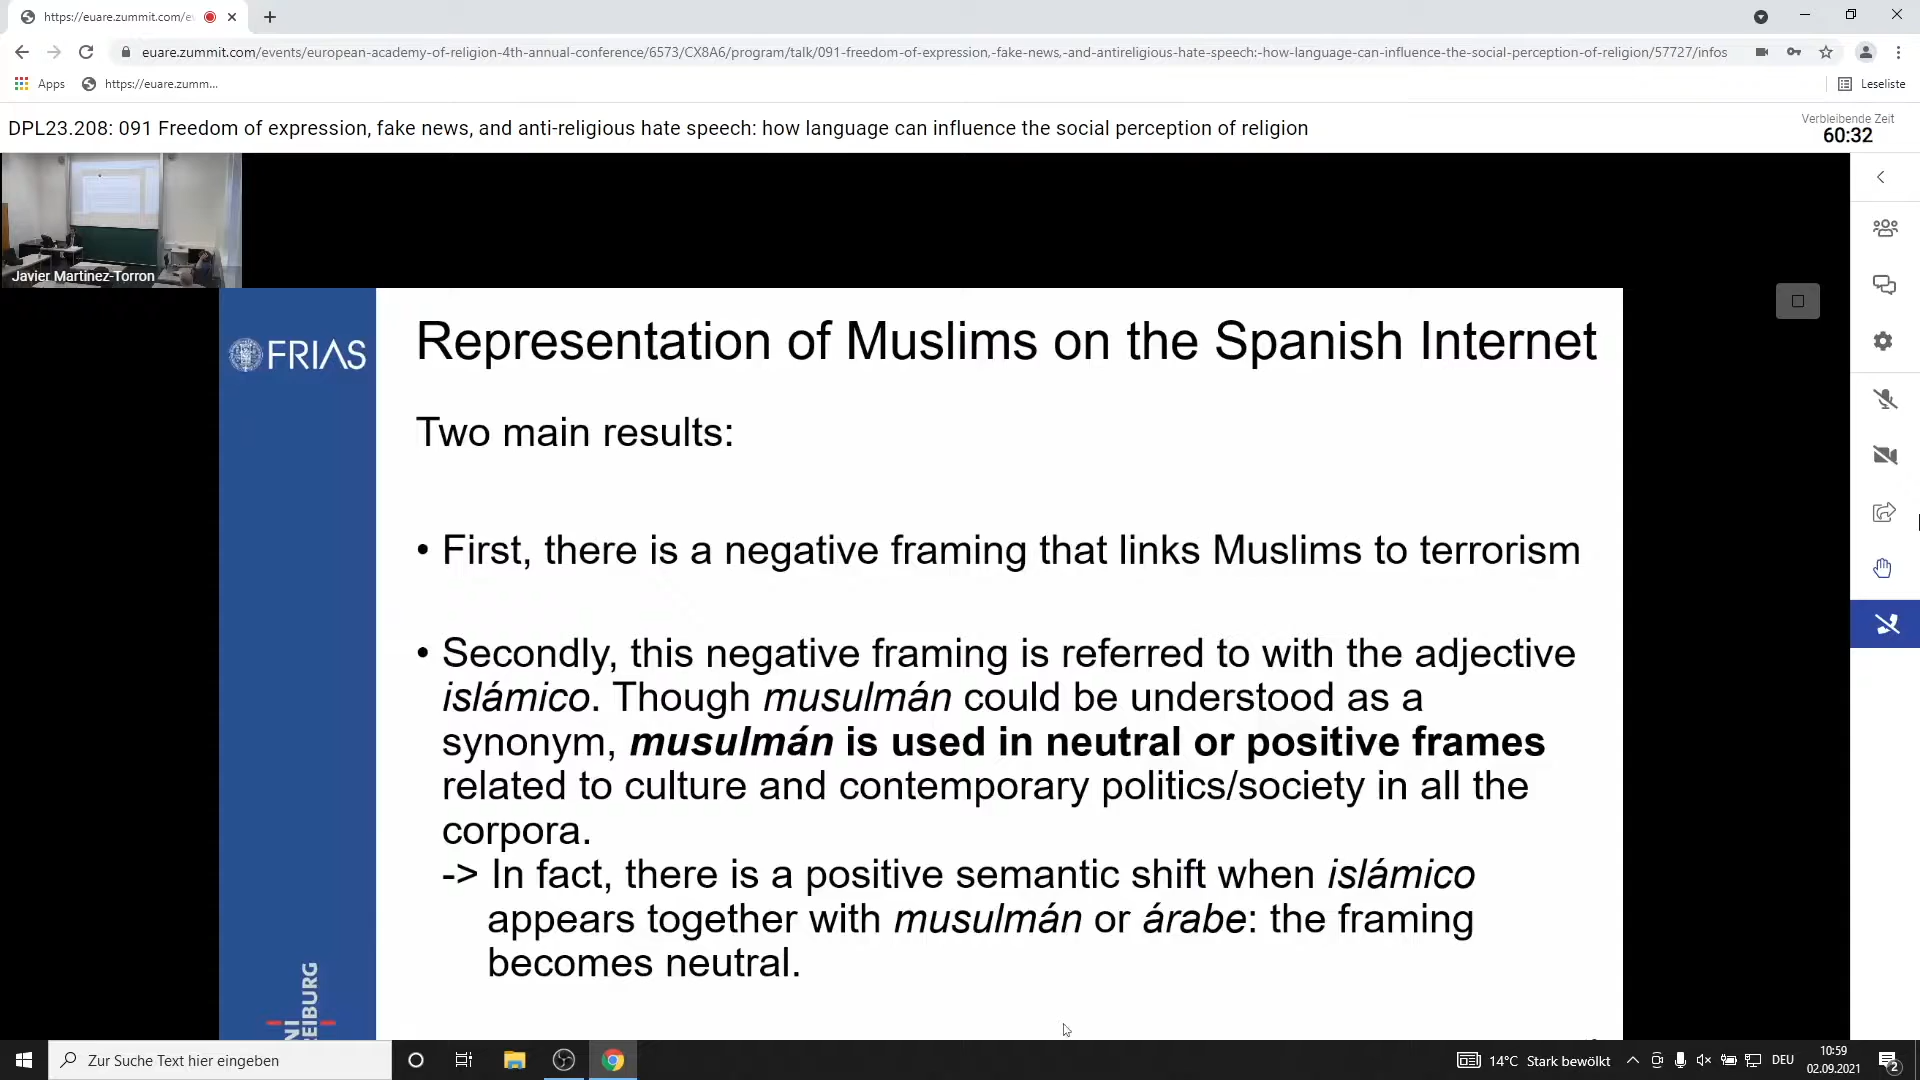 https://euare.zummit.com/e
euare.zummit.com/events/european-academy-of-religion-4th-annual-conference/6573/CX8A6/program/talk/091-freedom-of-expression,-fake-news,-and-antireligious-hate-speech:-how-language-can-influence-the-social-perception-of-religion/57727/infos
Apps https://euare.zumm... Leseliste
DPL23.208: 091 Freedom of expression, fake news, and anti-religious hate speech: how language can influence the social perception of religion
Verbleibende Zeit
60:32
Javier Martinez-Torron
FRIAS
Representation of Muslims on the Spanish Internet
Two main results:
• First, there is a negative framing that links Muslims to terrorism
• Secondly, this negative framing is referred to with the adjective
islámico. Though musulmán could be understood as a
synonym, musulmán is used in neutral or positive frames
related to culture and contemporary politics/society in all the
corpora.
-> In fact, there is a positive semantic shift when islámico
appears together with musulmán or árabe: the framing
becomes neutral.
Zur Suche Text hier eingeben
14°C Stark bewölkt
DEU
10:59
02.09.2021
2